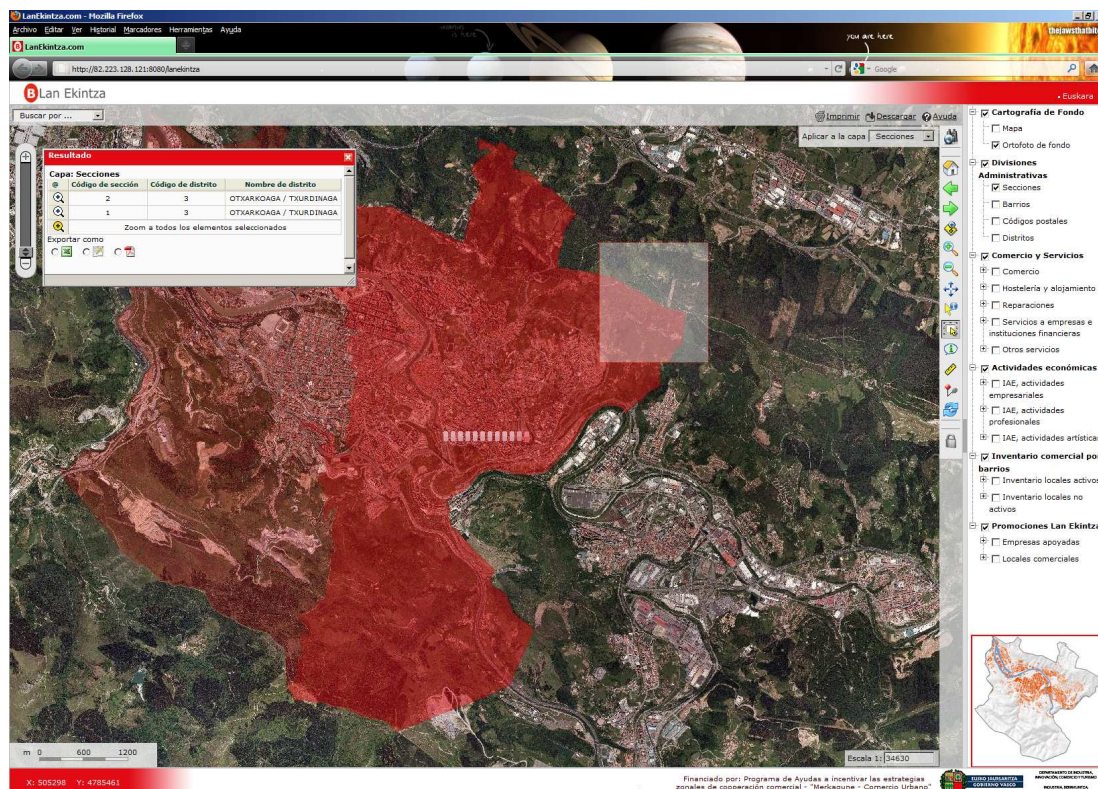 LanEkintza.com - Mozilla Firefox
Archivo Editar Ver Historial Marcadores Herramientas Ayuda
you are here
LanEkintza.com
http://82.223.128.121:8080/lanekintza
Google
B Lan Ekintza
Euskara
Buscar por ...
Imprimir Descargar Ayuda
Aplicar a la capa Secciones
Resultado
Capa: Secciones
Código de sección Código de distrito Nombre de distrito
2 3 OTXARKOAGA / TXURDINAGA
1 3 OTXARKOAGA / TXURDINAGA
Zoom a todos los elementos seleccionados
Exportar como
Cartografía de Fondo
Mapa
Ortofoto de fondo
Divisiones
Administrativas
Secciones
Barrios
Códigos postales
Distritos
Comercio y Servicios
Comercio
Hostelería y alojamiento
Reparaciones
Servicios a empresas e
instituciones financieras
Otros servicios
Actividades económicas
IAE, actividades
empresariales
IAE, actividades
profesionales
IAE, actividades artística
Inventario comercial por
barrios
Inventario locales activos
Inventario locales no
activos
Promociones Lan Ekintza
Empresas apoyadas
Locales comerciales
m 0 600 1200
Escala 1: 34630
X: 505298 Y: 4785461
Financiado por: Programa de Ayudas a incentivar las estrategias
zonales de cooperación comercial - "Merkagune - Comercio Urbano"
EUSKO JAURLARITZA
GOBIERNO VASCO